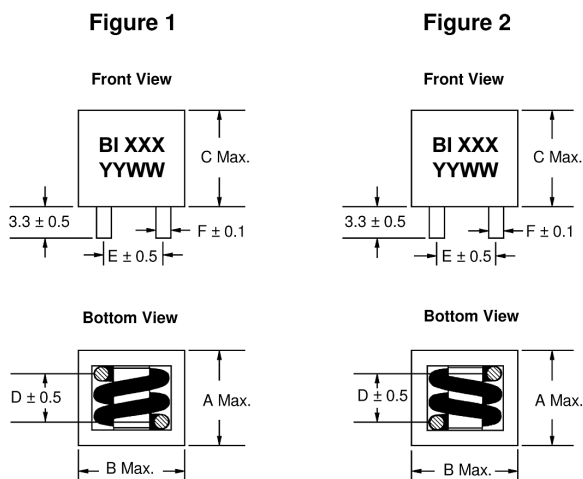 Figure 1
Front View
BI XXX
YYWW
C Max.
3.3 ± 0.5
F ± 0.1
E ± 0.5
Bottom View
D ± 0.5
A Max.
B Max.
Figure 2
Front View
BI XXX
YYWW
C Max.
3.3 ± 0.5
F ± 0.1
E ± 0.5
Bottom View
D ± 0.5
A Max.
B Max.